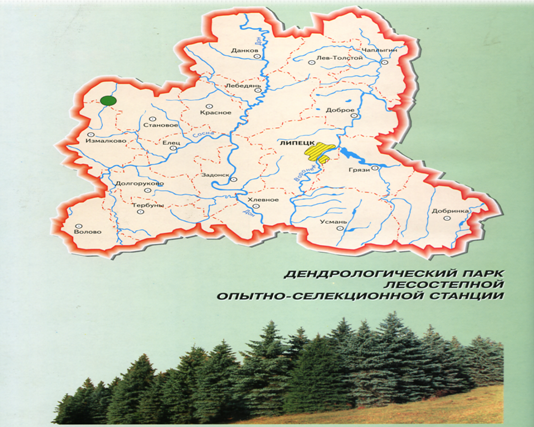 Данков
Лев-Толстой
Чаплыгин
Лебедянь
Красное
Доброе
Становое
Сосна
Измалково
Елец
ЛИПЕЦК
Грязи
Задонск
Долгоруково
Тербуны
Хлевное
Добринка
Усмань
Волово
ДЕНДРОЛОГИЧЕСКИЙ ПАРК
ЛЕСОСТЕПНОЙ
ОПЫТНО-СЕЛЕКЦИОННОЙ СТАНЦИИ